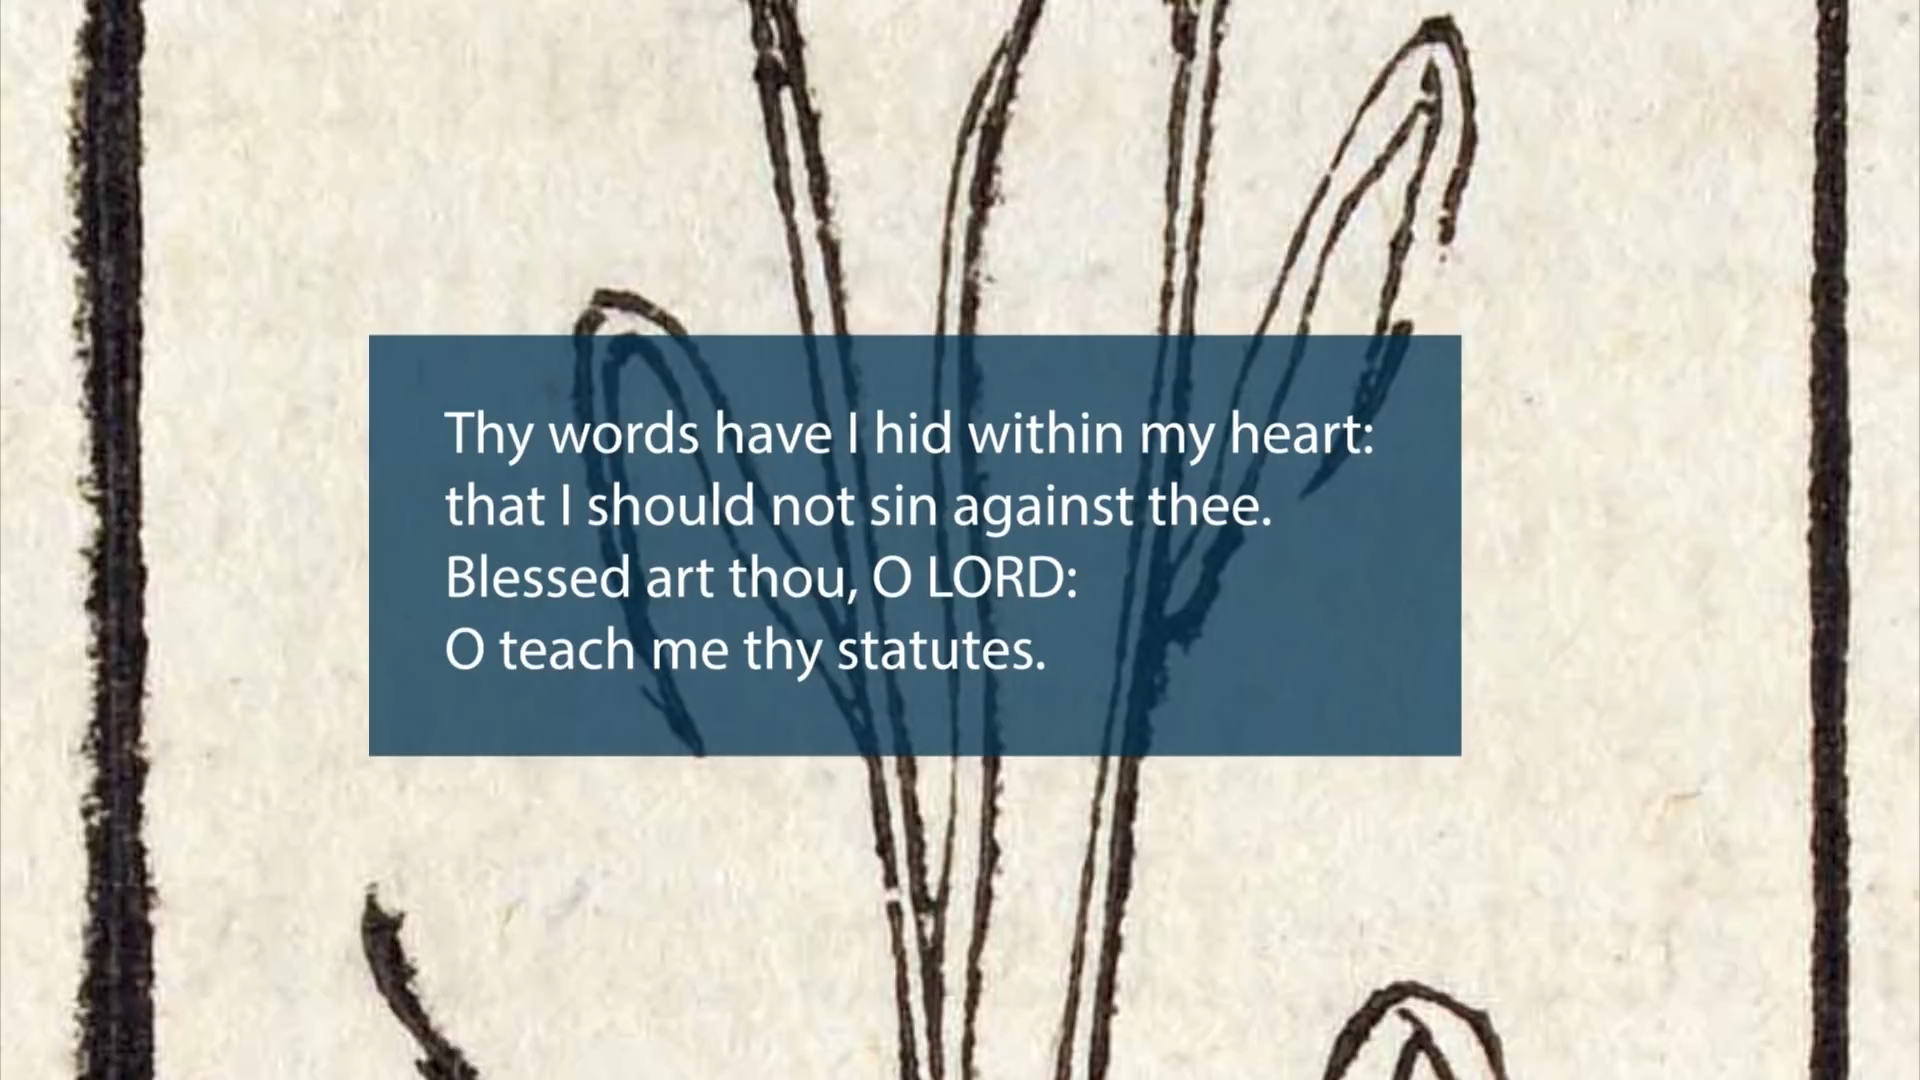 Thy words have I hid within my heart:
that I should not sin against thee.
Blessed art thou, O LORD:
O teach me thy statutes.